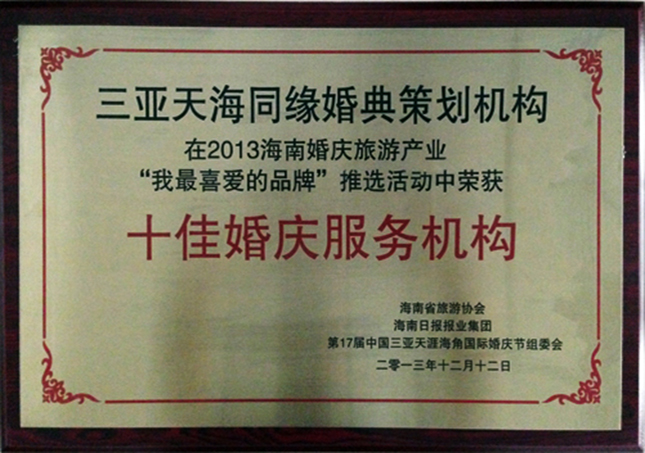 三亚天海同缘婚典策划机构
在2013海南婚庆旅游产业
“我最喜爱的品牌”推选活动中荣获
十佳婚庆服务机构
海南省旅游协会
海南日报报业集团
第17届中国三亚天涯海角国际婚庆节组委会
二零一三年十二月十二日